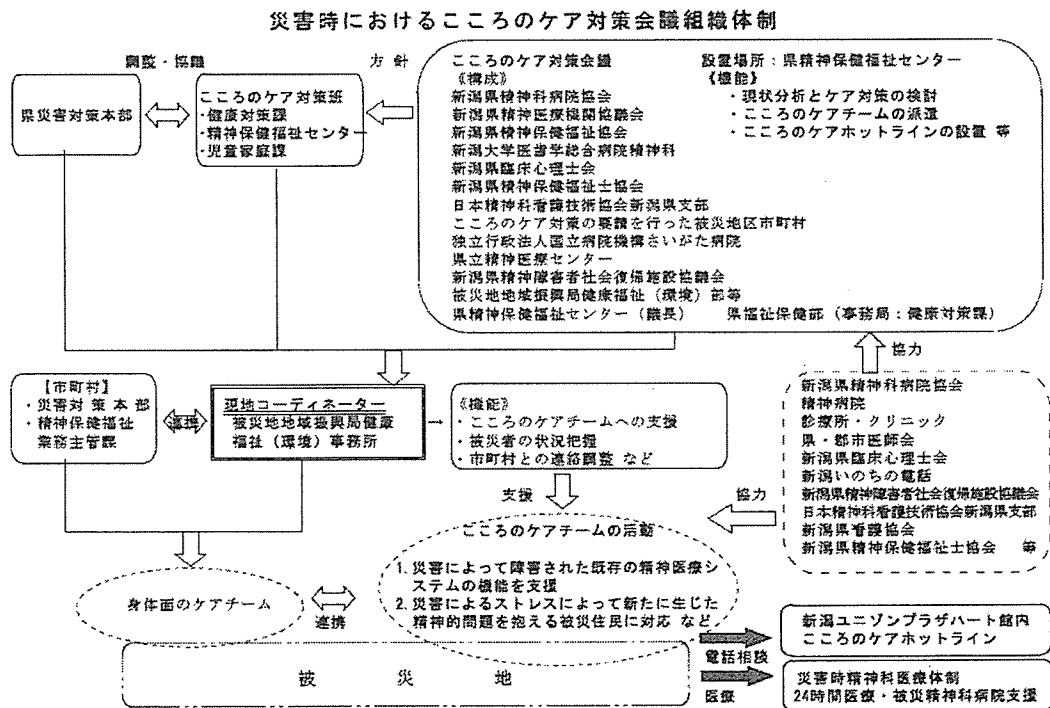 災害時におけるこころのケア対策会議組織体制
調整・協議
方針
県災害対策本部
こころのケア対策班
・健康対策課
・精神保健福祉センター
・児童家庭課
こころのケア対策会議
《構成》
新潟県精神科病院協会
新潟県精神医療機関協議会
新潟県精神保健福祉協会
新潟大学医歯学総合病院精神科
新潟県臨床心理士会
新潟県精神保健福祉士協会
日本精神科看護技術協会新潟県支部
こころのケア対策の要請を行った被災地区市町村
独立行政法人国立病院機構さいがた病院
県立精神医療センター
新潟県精神障害者社会復帰施設協議会
被災地地域振興局健康福祉（環境）部等
県精神保健福祉センター（議長）　県福祉保健部（事務局：健康対策課）
設置場所：県精神保健福祉センター
《機能》
・現状分析とケア対策の検討
・こころのケアチームの派遣
・こころのケアホットラインの設置 等
協力
【市町村】
・災害対策本部
・精神保健福祉
業務主管課
連携
現地コーディネーター
被災地地域振興局健康
福祉（環境）事務所
《機能》
・こころのケアチームへの支援
・被災者の状況把握
・市町村との連絡調整 など
新潟県精神科病院協会
精神病院
診療所・クリニック
県・郡市医師会
新潟県臨床心理士会
新潟いのちの電話
新潟県精神障害者社会復帰施設協議会
日本精神科看護技術協会新潟県支部
新潟県看護協会
新潟県精神保健福祉士協会　等
支援
協力
こころのケアチームの活動
1. 災害によって障害された既存の精神医療シ
ステムの機能を支援
2. 災害によるストレスによって新たに生じた
精神的問題を抱える被災住民に対応 など
身体面のケアチーム
連携
被災地
電話相談
医療
新潟ユニゾンプラザハート館内
こころのケアホットライン
災害時精神科医療体制
24時間医療・被災精神科病院支援